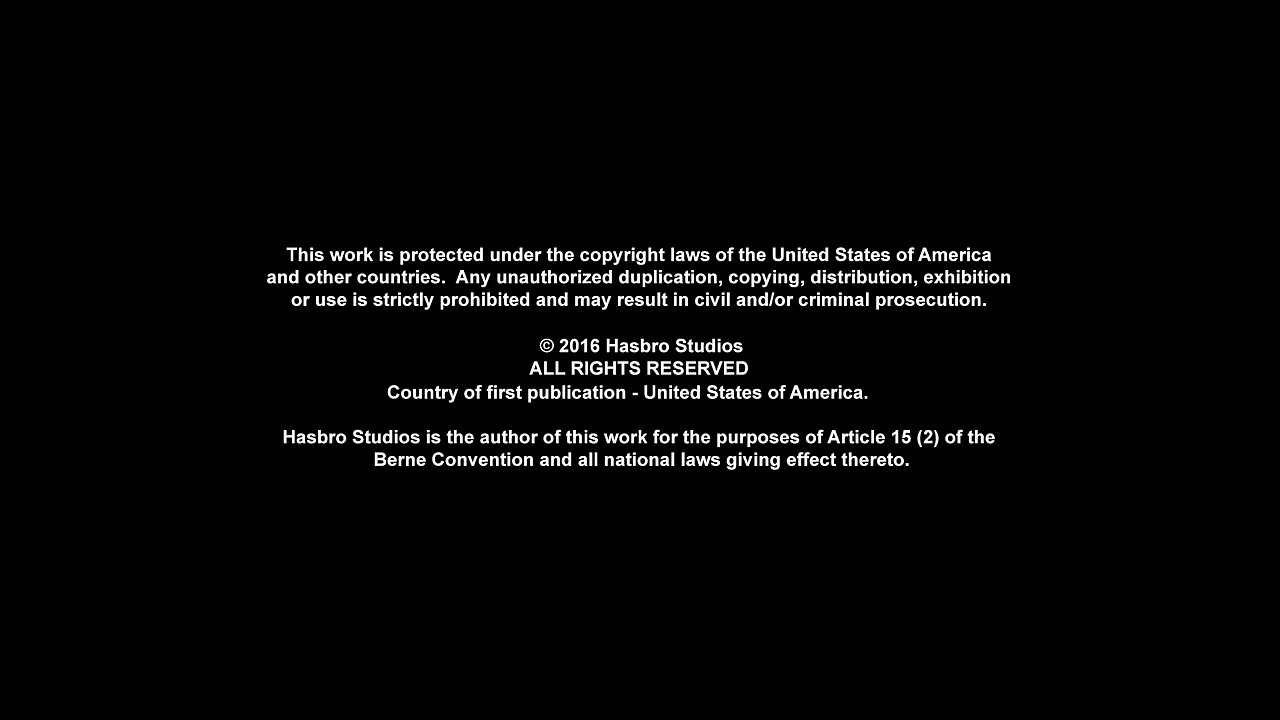 This work is protected under the copyright laws of the United States of America
and other countries.  Any unauthorized duplication, copying, distribution, exhibition
or use is strictly prohibited and may result in civil and/or criminal prosecution.
© 2016 Hasbro Studios
ALL RIGHTS RESERVED
Country of first publication - United States of America.
Hasbro Studios is the author of this work for the purposes of Article 15 (2) of the
Berne Convention and all national laws giving effect thereto.